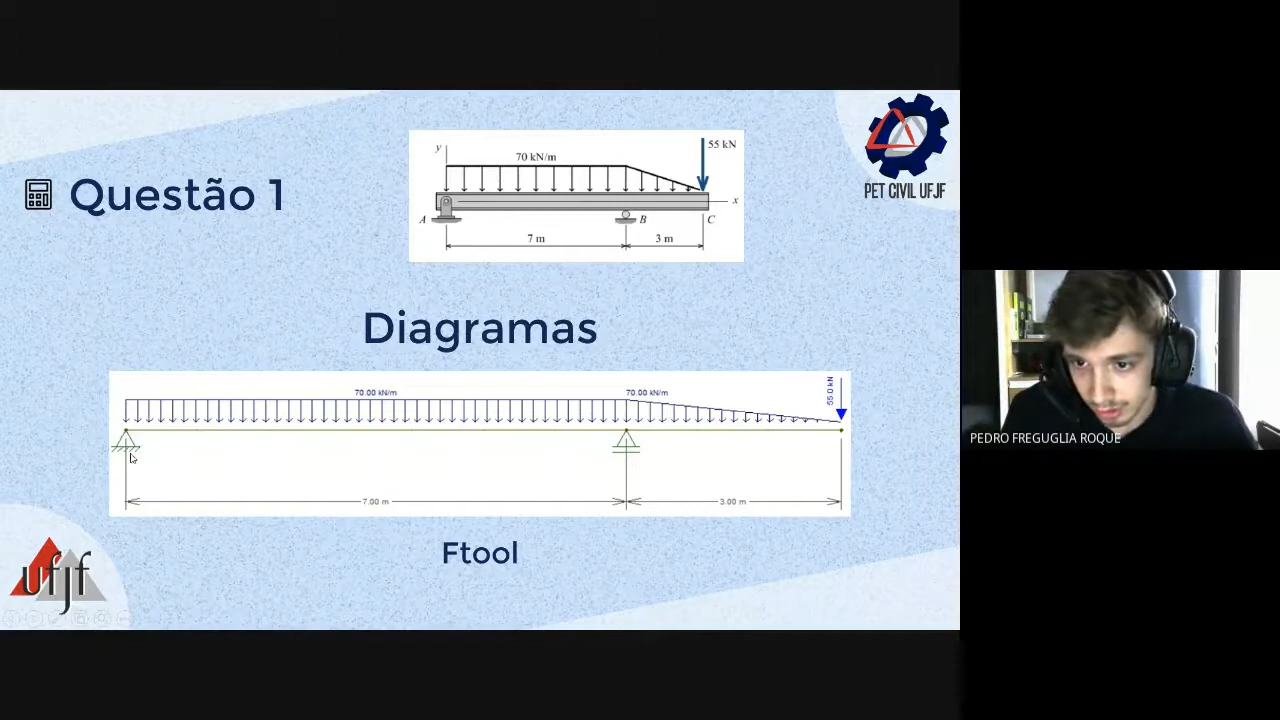 Questão 1
y
70 kN/m
55 kN
x
A
B
C
7 m
3 m
PET CIVIL UFJF
Diagramas
70.00 kN/m
70.00 kN/m
55.0 kN
7.00 m
3.00 m
Ftool
ufjf
PEDRO FREGUGLIA ROQUE